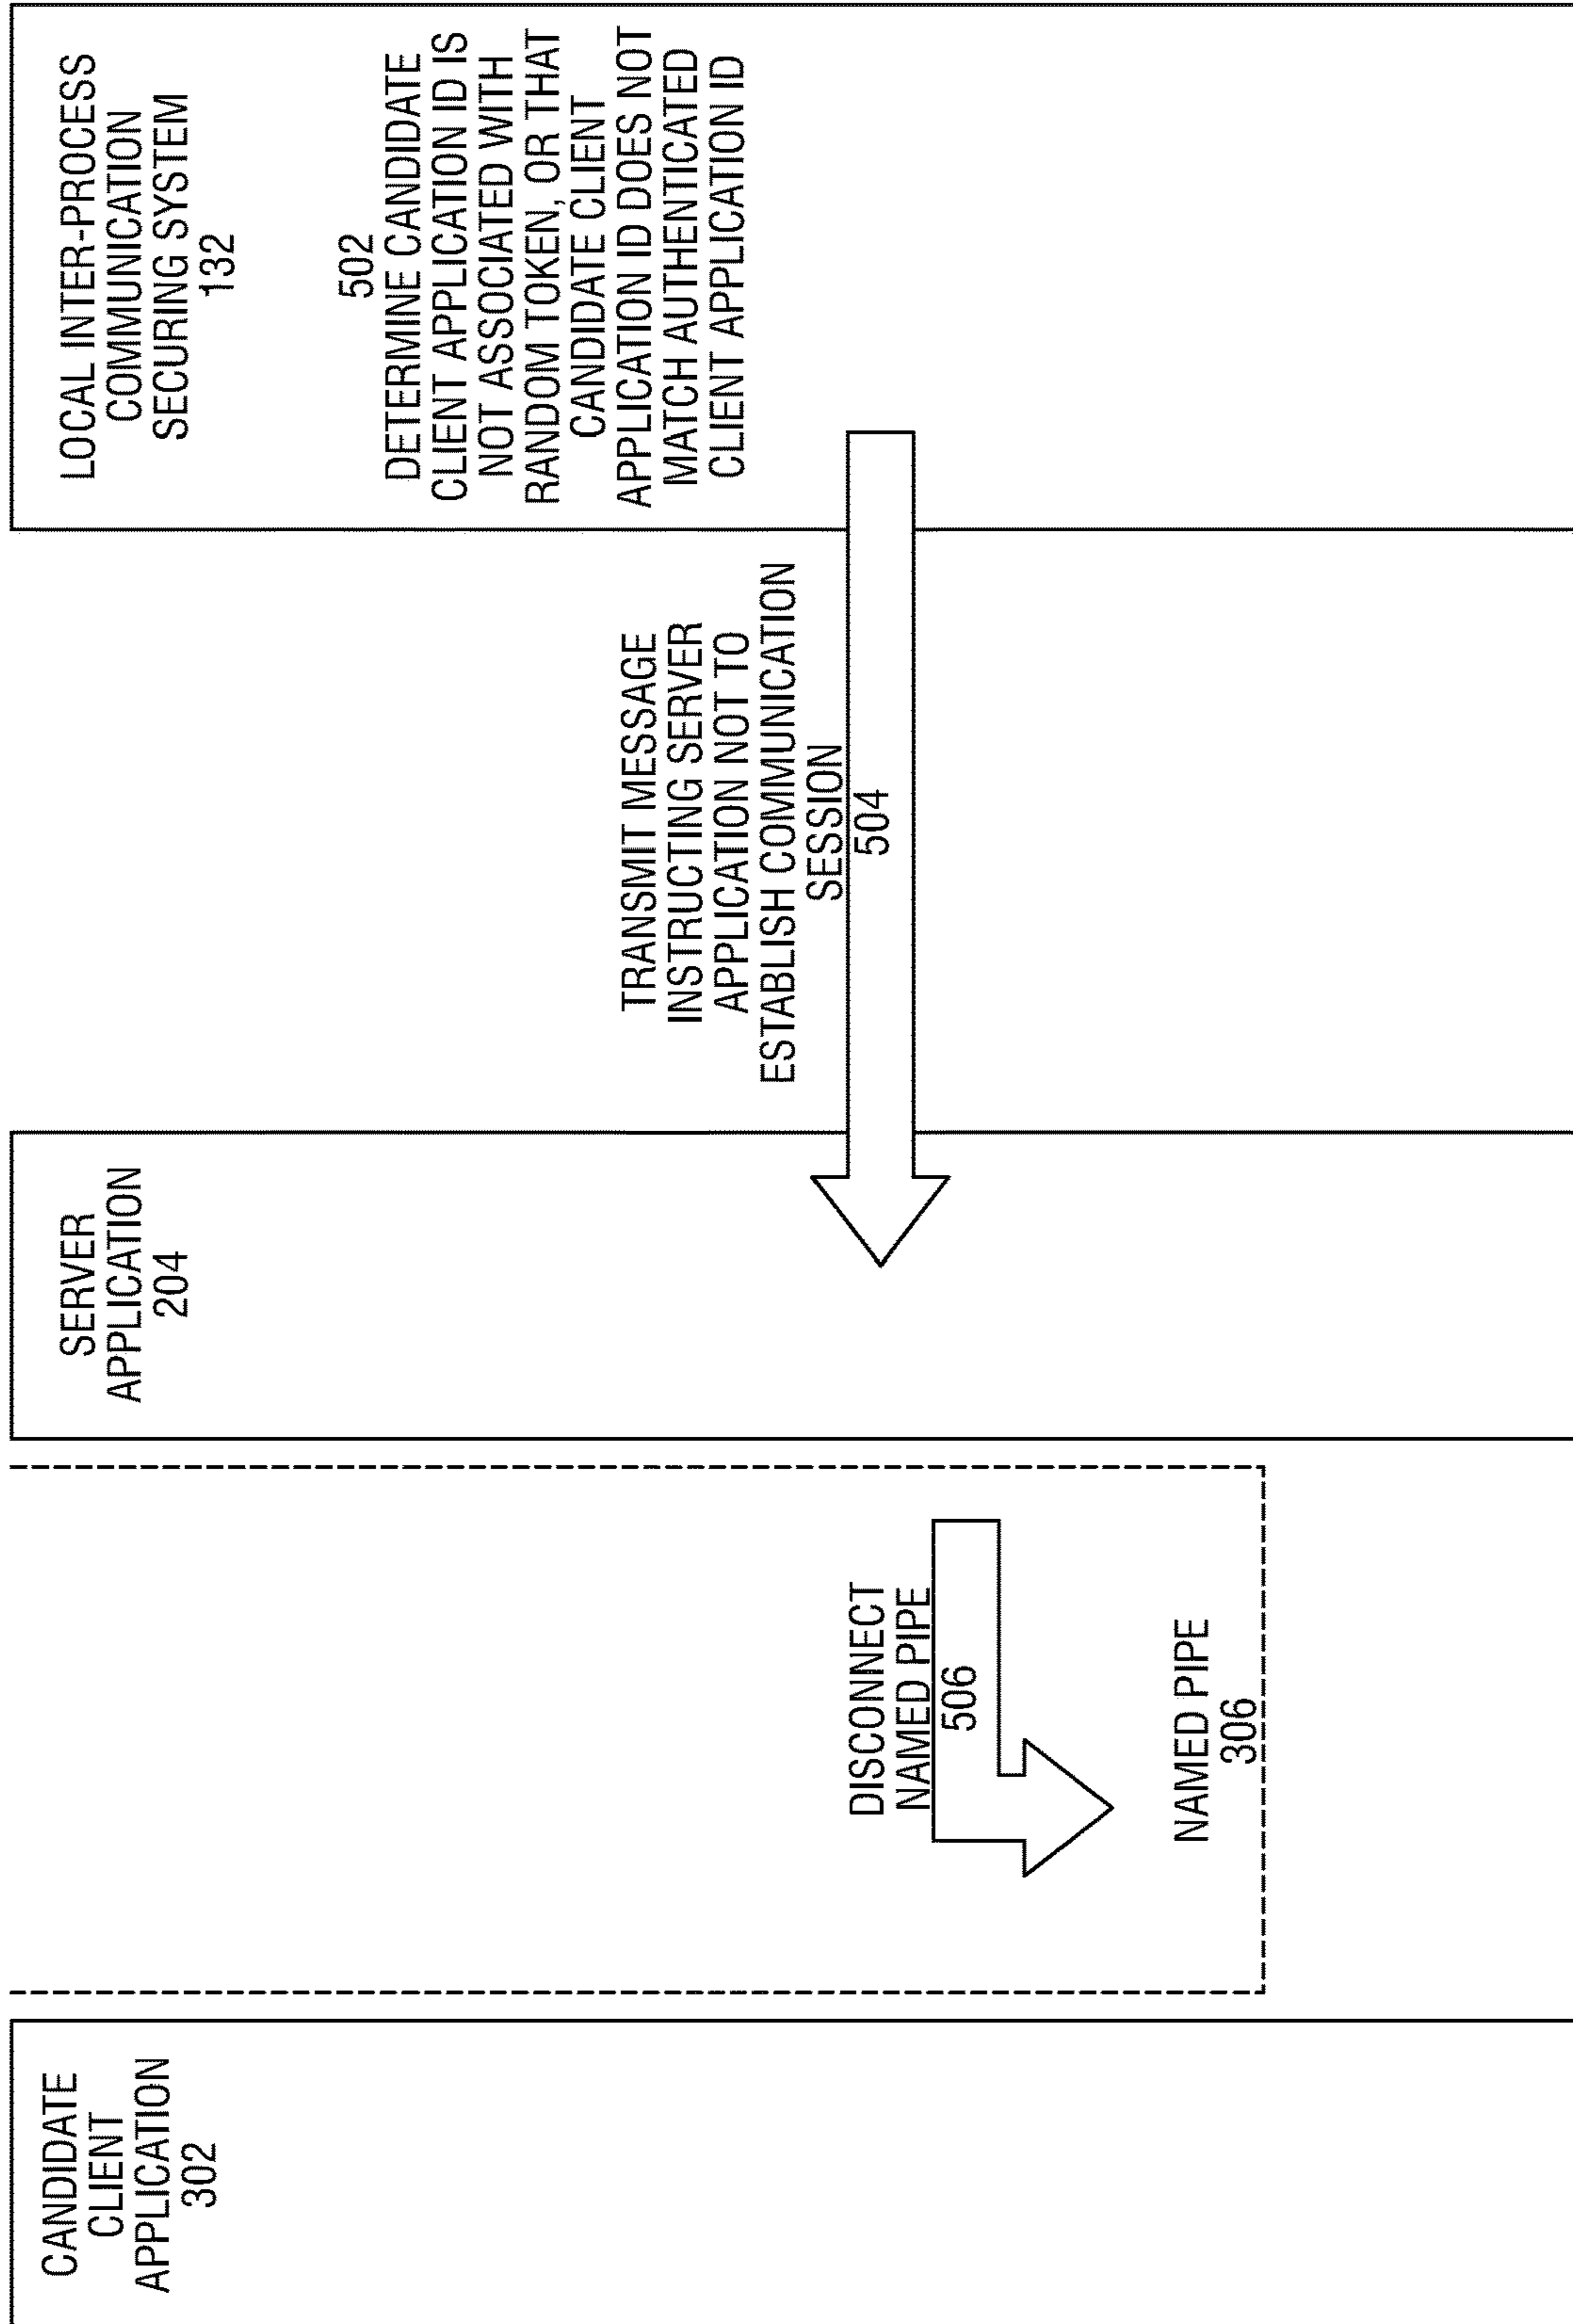 CANDIDATE
CLIENT
APPLICATION
302
SERVER
APPLICATION
204
LOCAL INTER-PROCESS
COMMUNICATION
SECURING SYSTEM
132
502
DETERMINE CANDIDATE
CLIENT APPLICATION ID IS
NOT ASSOCIATED WITH
RANDOM TOKEN, OR THAT
CANDIDATE CLIENT
APPLICATION ID DOES NOT
MATCH AUTHENTICATED
CLIENT APPLICATION ID
TRANSMIT MESSAGE
INSTRUCTING SERVER
APPLICATION NOT TO
ESTABLISH COMMUNICATION
SESSION
504
DISCONNECT
NAMED PIPE
506
NAMED PIPE
306